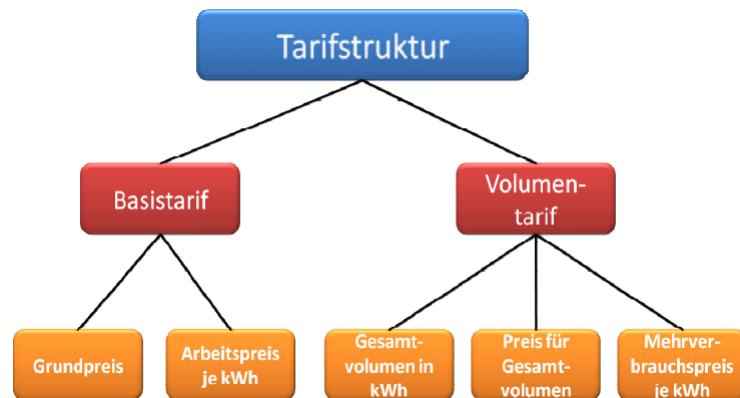 Tarifstruktur
Basistarif
Volumen-
tarif
Grundpreis
Arbeitspreis
je kWh
Gesamt-
volumen in
kWh
Preis für
Gesamt-
volumen
Mehrver-
brauchspreis
je kWh